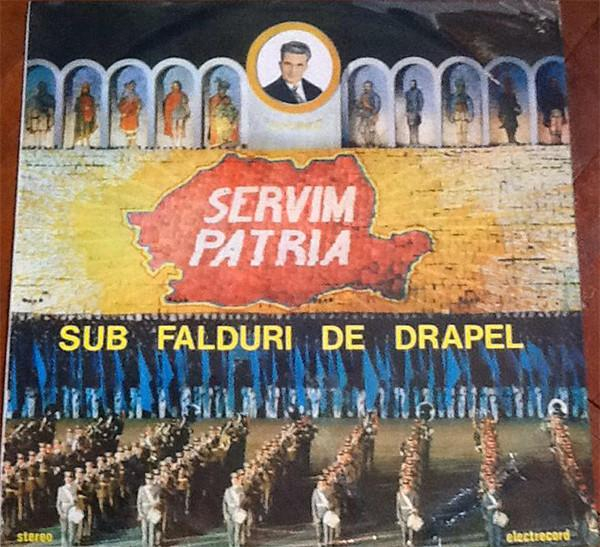 SERVIM
PATRIA
SUB FALDURI DE DRAPEL
stereo
electrecord